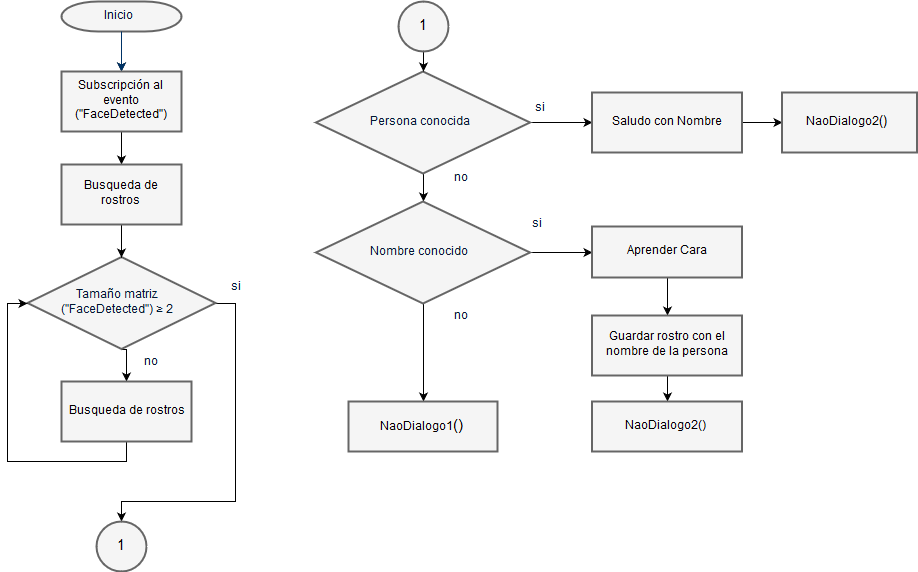 Inicio
Subscripción al
evento
("FaceDetected")
Busqueda de
rostros
Tamaño matriz
("FaceDetected") ≥ 2
si
no
Busqueda de rostros
1
1
Persona conocida
si
Saludo con Nombre
NaoDialogo2()
no
Nombre conocido
si
Aprender Cara
no
Guardar rostro con el
nombre de la persona
NaoDialogo1()
NaoDialogo2()